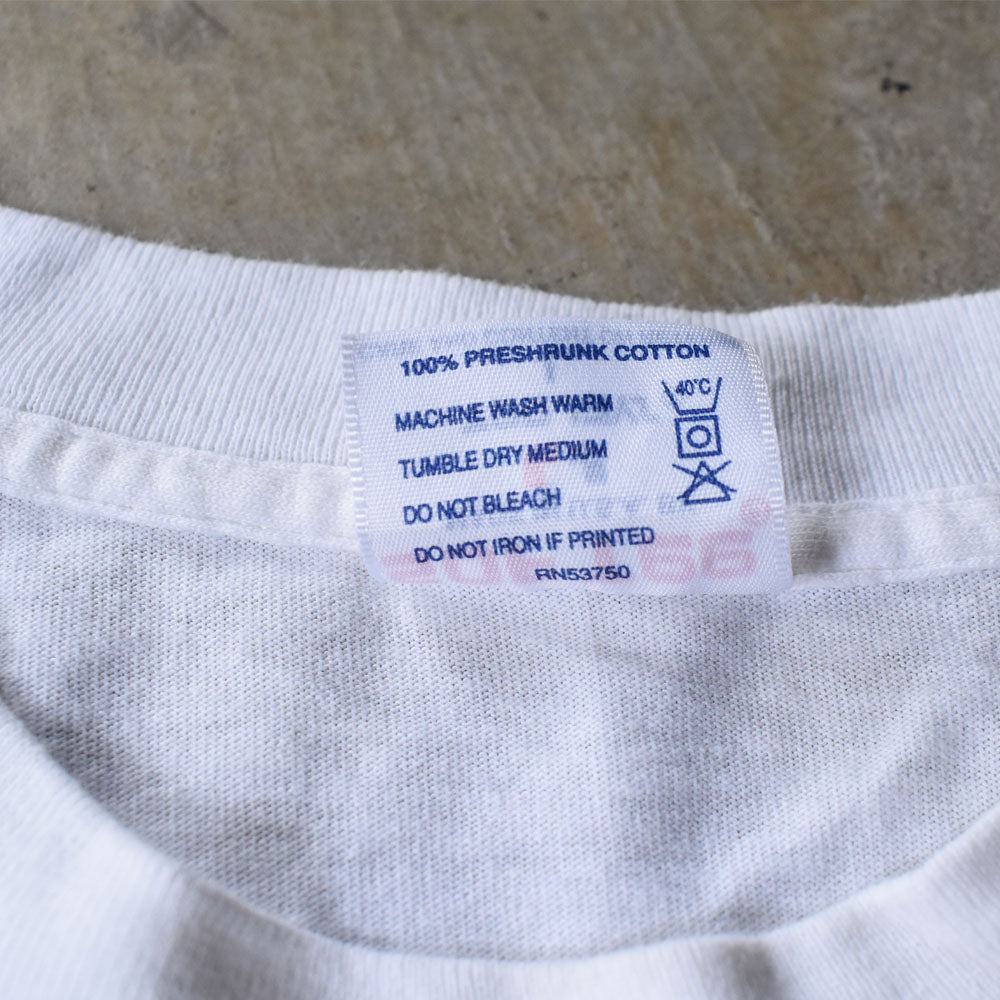 100% PRESHRUNK COTTON
MACHINE WASH WARM
40°C
TUMBLE DRY MEDIUM
DO NOT BLEACH
DO NOT IRON IF PRINTED
RN53750